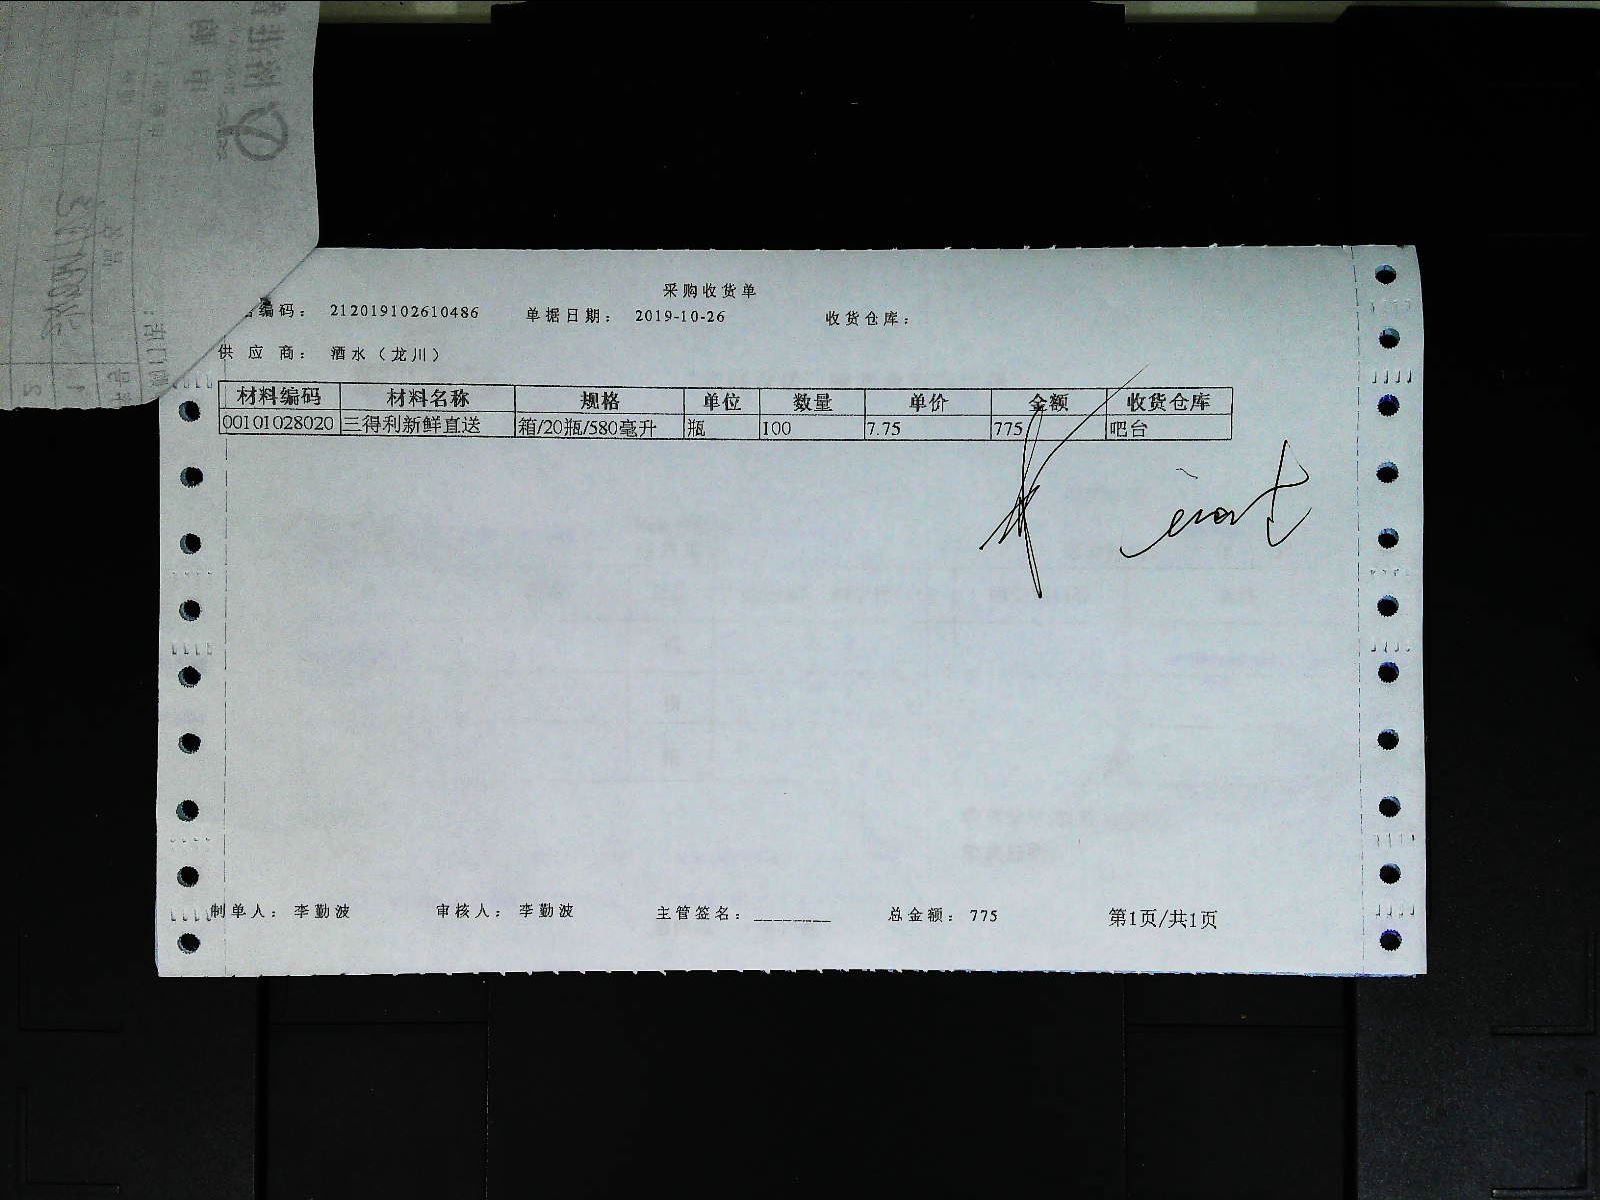 采购收货单
编码： 212019102610486 单据日期： 2019-10-26 收货仓库：
供应商： 酒水（龙川）
材料编码 材料名称 规格 单位 数量 单价 金额 收货仓库
00101028020 三得利新鲜直送 箱/20瓶/580毫升 瓶 100 7.75 775 吧台
制单人： 李勤波 审核人： 李勤波 主管签名：________ 总金额： 775 第1页/共1页